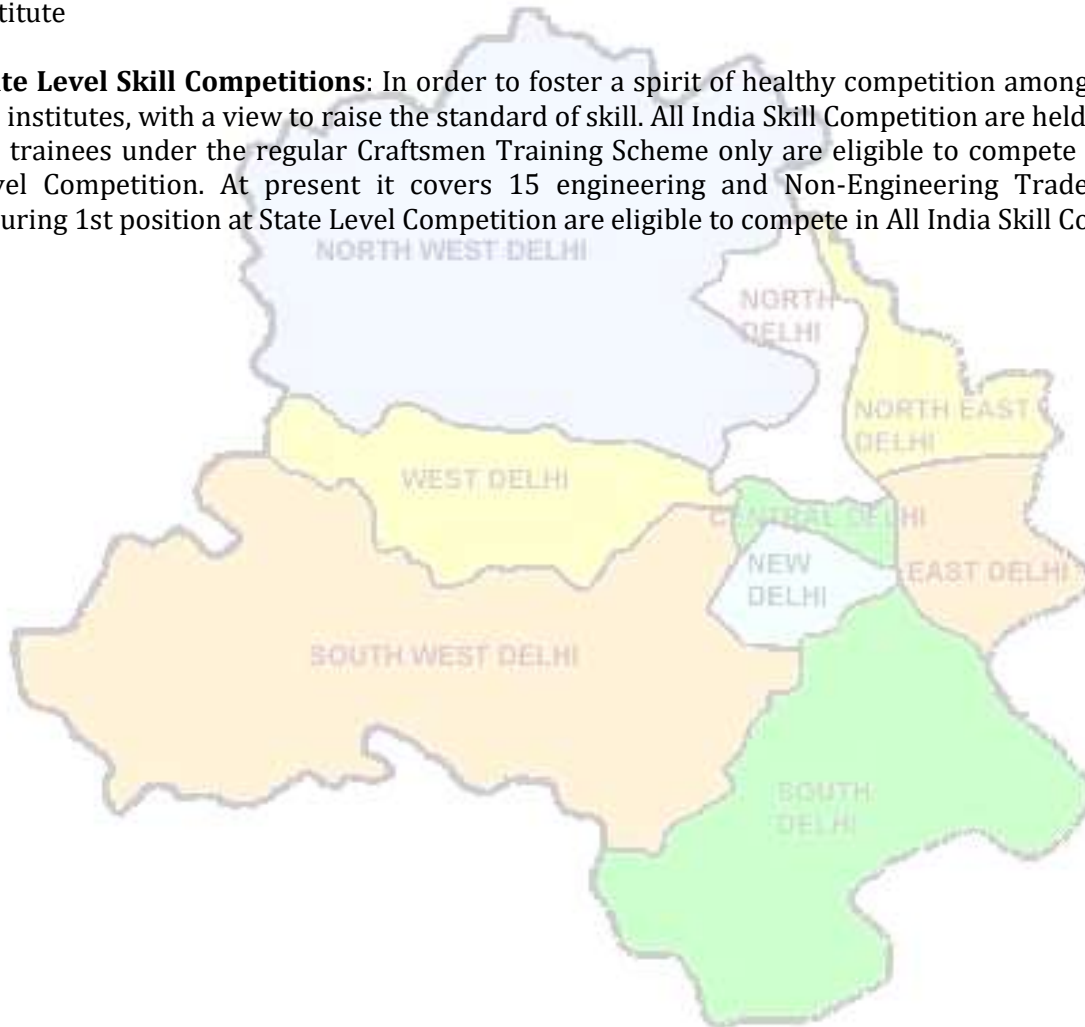 titute
te Level Skill Competitions: In order to foster a spirit of healthy competition among
institutes, with a view to raise the standard of skill. All India Skill Competition are held
trainees under the regular Craftsmen Training Scheme only are eligible to compete
vel Competition. At present it covers 15 engineering and Non-Engineering Trade
uring 1st position at State Level Competition are eligible to compete in All India Skill Co
NORTH WEST DELHI
NORTH
DELHI
NORTH EAST
DELHI
WEST DELHI
CENTRAL DELHI
NEW
DELHI
EAST DELHI
SOUTH WEST DELHI
SOUTH
DELHI